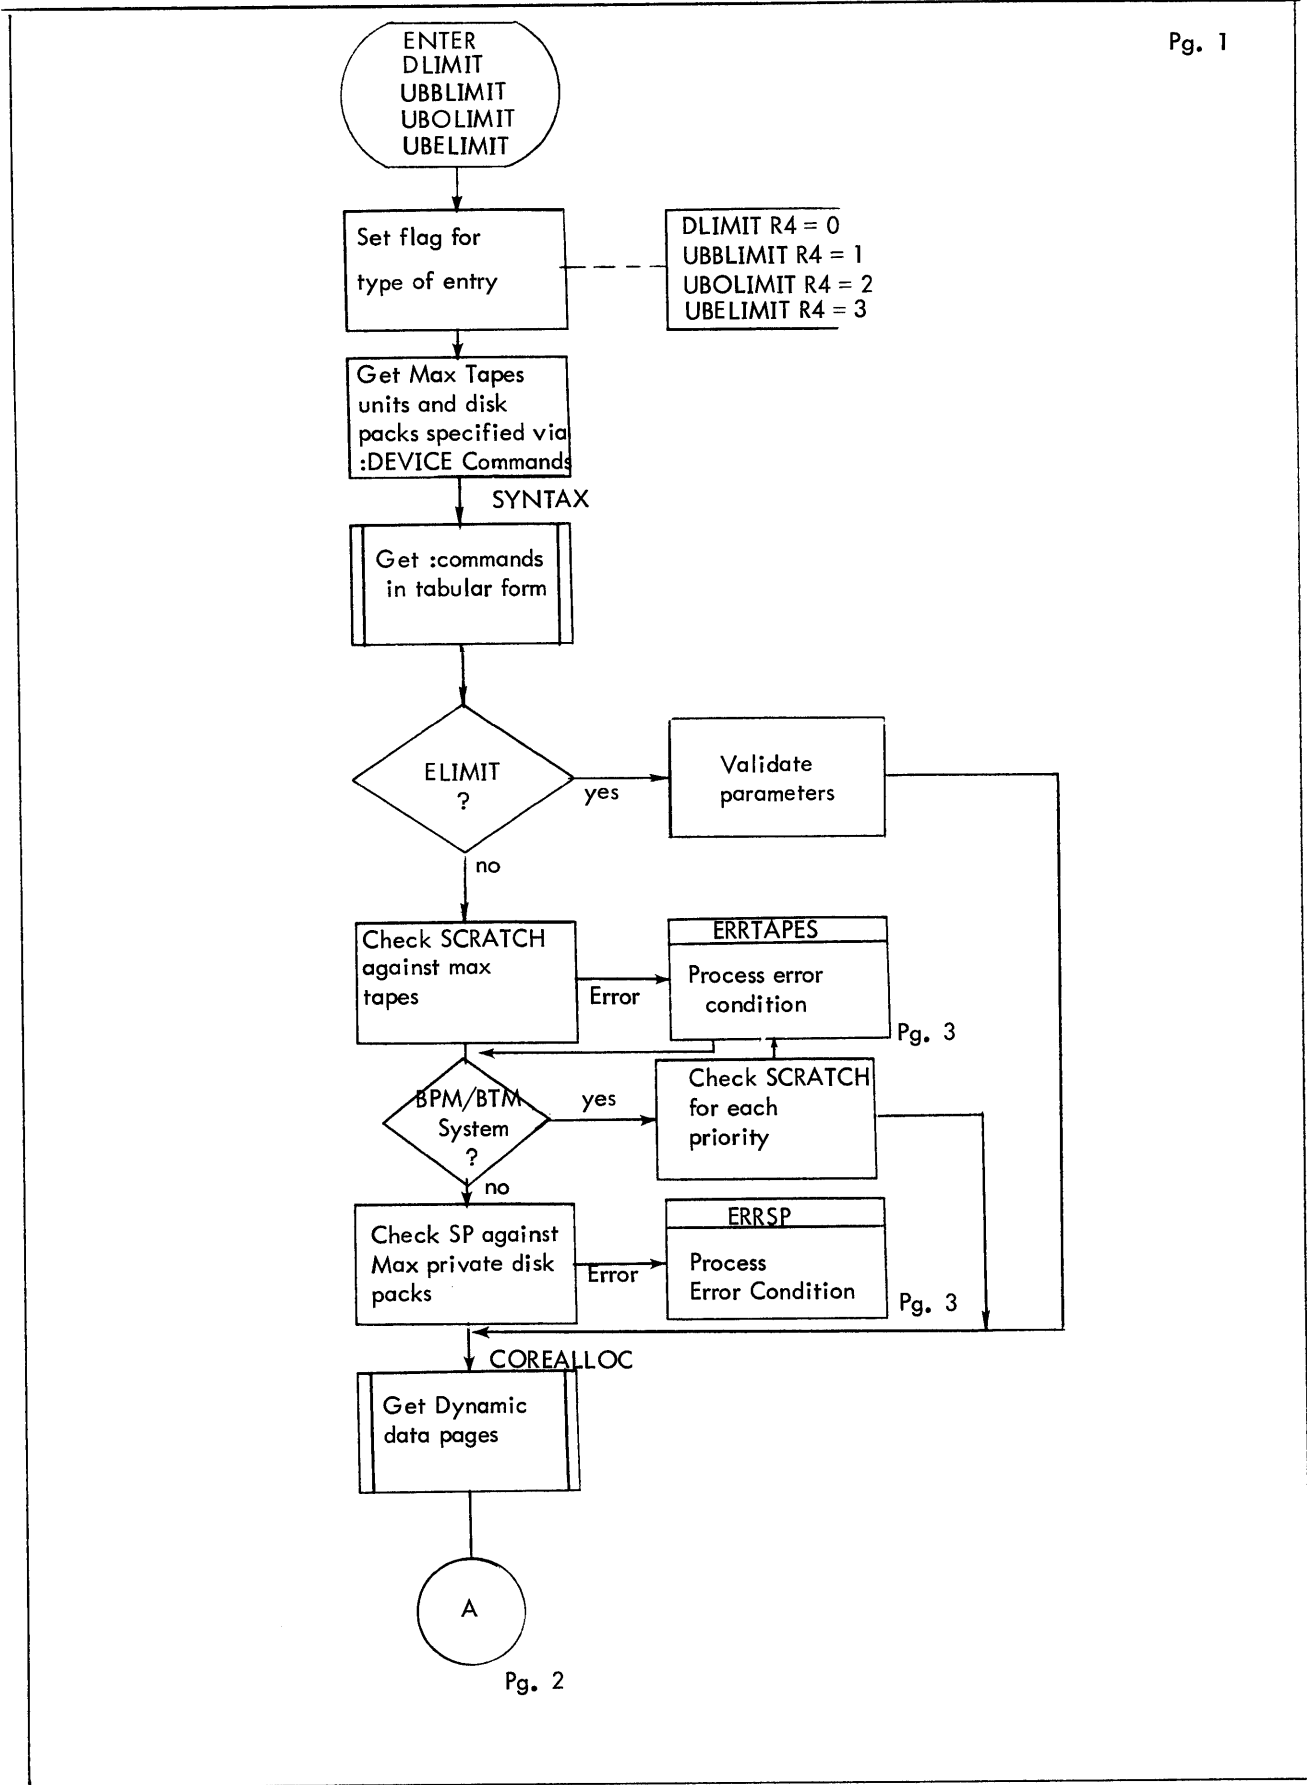 Pg. 1
ENTER
DLIMIT
UBBLIMIT
UBOLIMIT
UBELIMIT
Set flag for
type of entry
DLIMIT R4 = 0
UBBLIMIT R4 = 1
UBOLIMIT R4 = 2
UBELIMIT R4 = 3
Get Max Tapes
units and disk
packs specified via
:DEVICE Commands
SYNTAX
Get :commands
in tabular form
ELIMIT
?
yes
Validate
parameters
no
Check SCRATCH
against max
tapes
Error
ERRTAPES
Process error
condition
Pg. 3
BPM/BTM
System
?
yes
Check SCRATCH
for each
priority
no
Check SP against
Max private disk
packs
Error
ERRSP
Process
Error Condition
Pg. 3
COREALLOC
Get Dynamic
data pages
A
Pg. 2